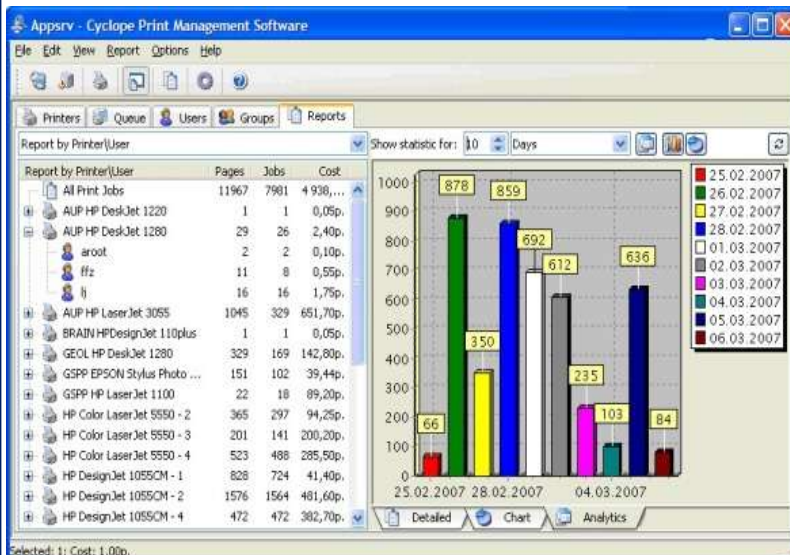 Appsrv - Cyclope Print Management Software
File Edit View Report Options Help
Printers Queue Users Groups Reports
Report by Printer\User
Show statistic for: 10 Days
Report by Printer\User Pages Jobs Cost
All Print Jobs 11967 7981 4 938,...
AUP HP DeskJet 1220 1 1 0,05p.
AUP HP DeskJet 1280 29 26 2,40p.
aroot 2 2 0,10p.
ffz 11 8 0,55p.
lj 16 16 1,75p.
AUP HP LaserJet 3055 1045 329 651,70p.
BRAIN HPDesignJet 110plus 1 1 0,05p.
GEOL HP DeskJet 1280 329 169 142,80p.
GSPP EPSON Stylus Photo ... 151 102 39,44p.
GSPP HP LaserJet 1100 22 18 89,20p.
HP Color LaserJet 5550 - 2 365 297 94,25p.
HP Color LaserJet 5550 - 3 201 141 200,20p.
HP Color LaserJet 5550 - 4 523 488 285,50p.
HP DesignJet 1055CM - 1 828 724 41,40p.
HP DesignJet 1055CM - 2 1576 1564 481,60p.
HP DesignJet 1055CM - 4 472 472 382,70p.
1000
900
800
700
600
500
400
300
200
100
0
66 878 350 859 692 612 235 103 636 84
25.02.2007 28.02.2007 04.03.2007
25.02.2007
26.02.2007
27.02.2007
28.02.2007
01.03.2007
02.03.2007
03.03.2007
04.03.2007
05.03.2007
06.03.2007
Detailed Chart Analytics
Selected: 1; Cost: 1.00p.